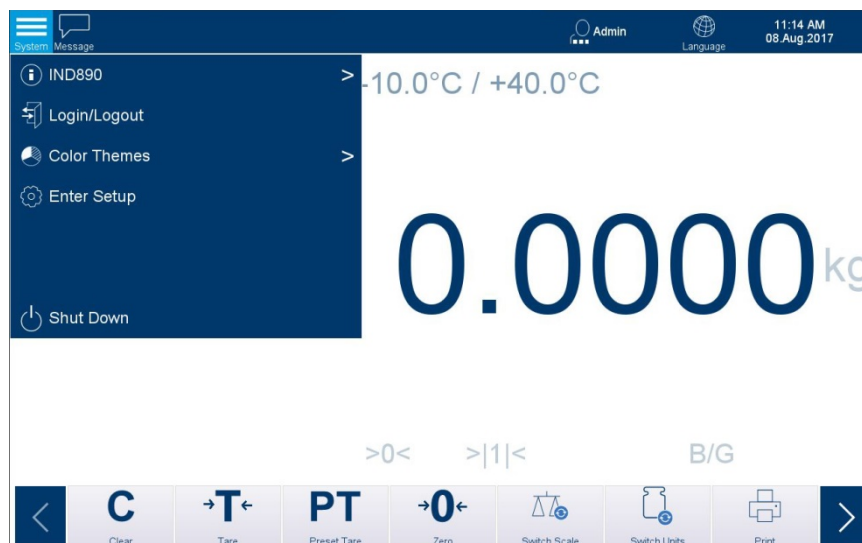 System Message Admin Language 11:14 AM
08.Aug.2017
IND890 >
-10.0°C / +40.0°C
Login/Logout
Color Themes >
Enter Setup
0.0000 kg
Shut Down
>0< >|1|< B/G
C T PT 0
Clear Tare Preset Tare Zero Switch Scale Switch Units Print